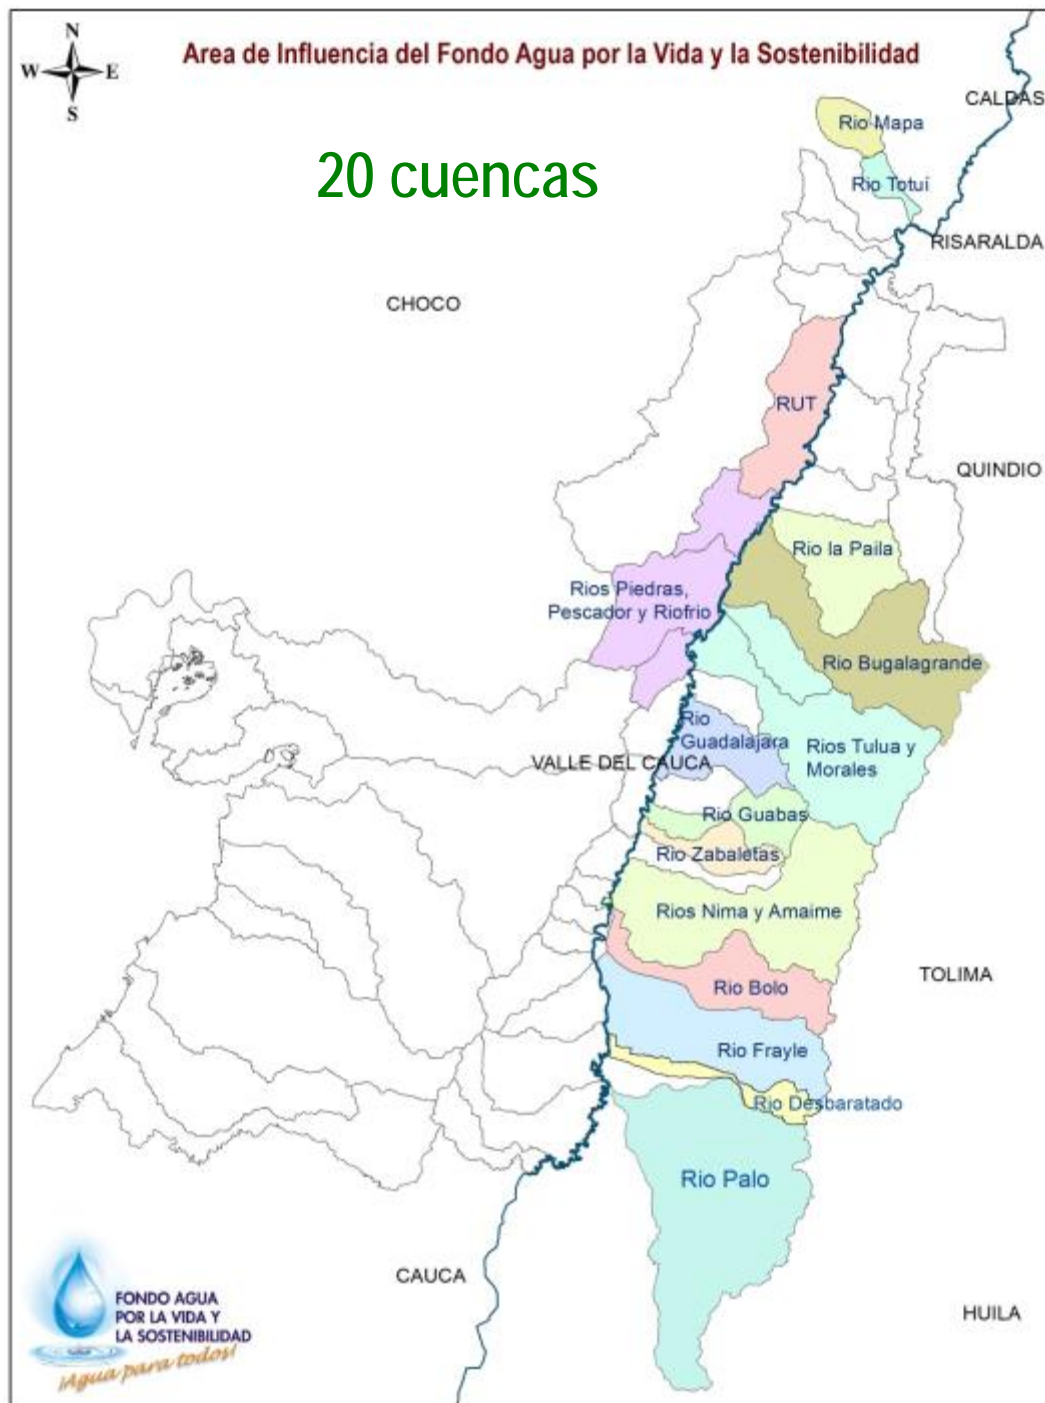 N
W E
S
Area de Influencia del Fondo Agua por la Vida y la Sostenibilidad
20 cuencas
CALDAS
Rio Mapa
Rio Totuí
RISARALDA
CHOCO
RUT
QUINDIO
Rio la Paila
Rios Piedras,
Pescador y Riofrio
Rio Bugalagrande
Rio
Guadalajara
Rios Tulua y
Morales
VALLE DEL CAUCA
Rio Guabas
Rio Zabaletas
Rios Nima y Amaime
TOLIMA
Rio Bolo
Rio Frayle
Rio Desbaratado
Rio Palo
CAUCA
HUILA
FONDO AGUA
POR LA VIDA Y
LA SOSTENIBILIDAD
¡Agua para todos!